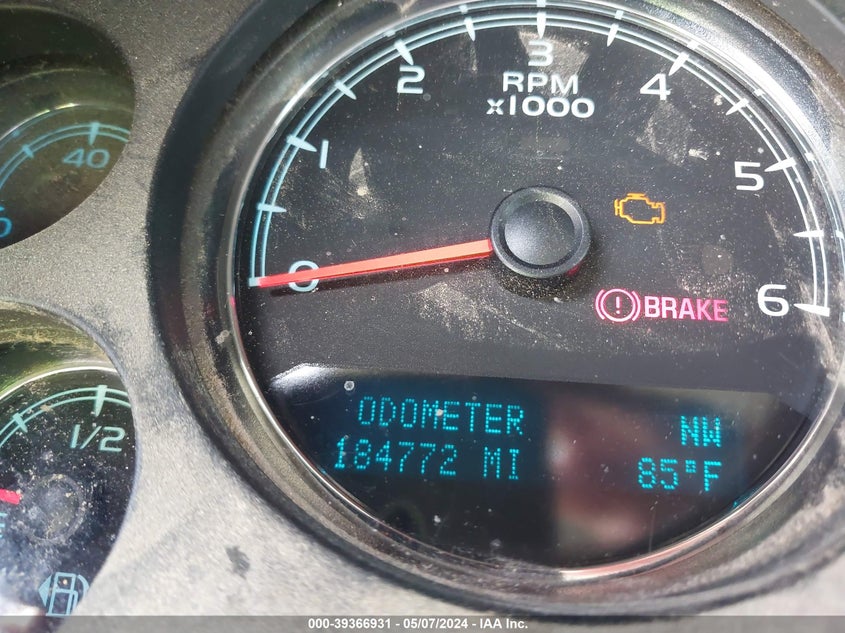 40
0
1/2
0
1
2
3
4
5
6
RPM
x1000
BRAKE
ODOMETER
184772 MI
NW
85°F
000-39366931 - 05/07/2024 - IAA Inc.